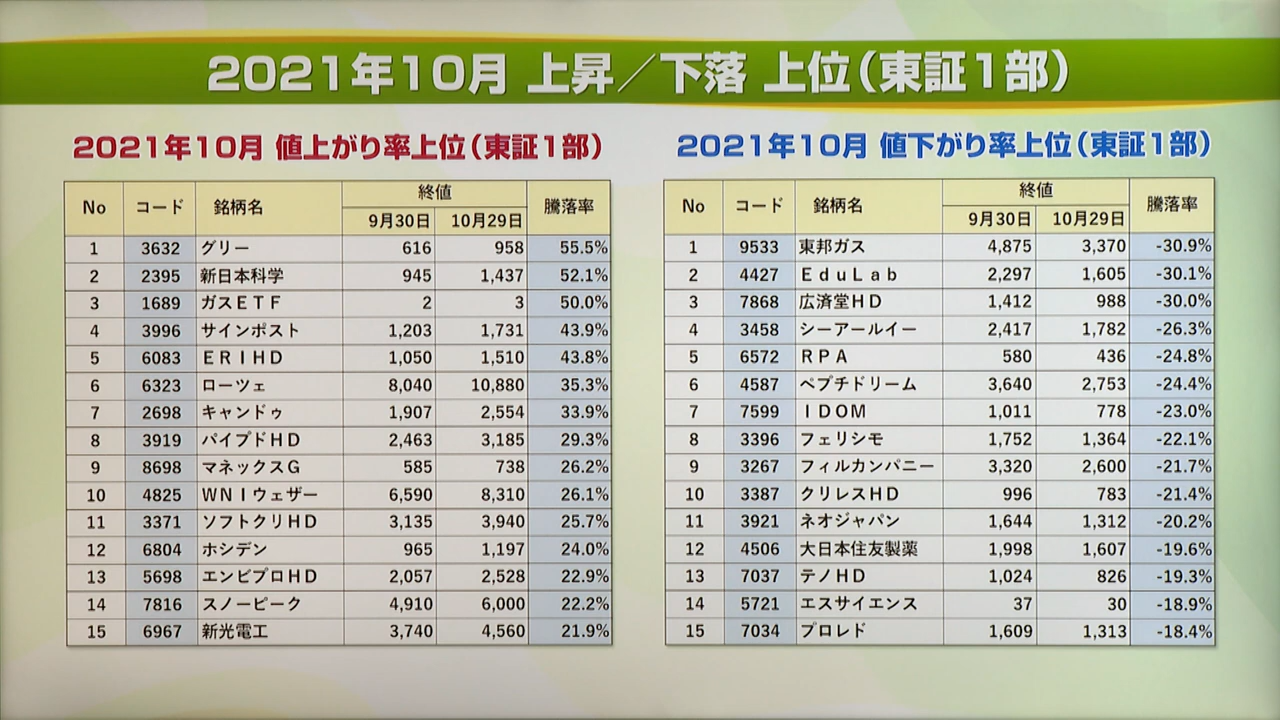 2021年10月 上昇／下落 上位（東証1部）
2021年10月 値上がり率上位（東証1部）
No コード 銘柄名 終値 騰落率
9月30日 10月29日
1 3632 グリー 616 958 55.5%
2 2395 新日本科学 945 1,437 52.1%
3 1689 ガスＥＴＦ 2 3 50.0%
4 3996 サインポスト 1,203 1,731 43.9%
5 6083 ＥＲＩＨＤ 1,050 1,510 43.8%
6 6323 ローツェ 8,040 10,880 35.3%
7 2698 キャンドゥ 1,907 2,554 33.9%
8 3919 パイプドＨＤ 2,463 3,185 29.3%
9 8698 マネックスＧ 585 738 26.2%
10 4825 ＷＮＩウェザー 6,590 8,310 26.1%
11 3371 ソフトクリＨＤ 3,135 3,940 25.7%
12 6804 ホシデン 965 1,197 24.0%
13 5698 エンビプロＨＤ 2,057 2,528 22.9%
14 7816 スノーピーク 4,910 6,000 22.2%
15 6967 新光電工 3,740 4,560 21.9%
2021年10月 値下がり率上位（東証1部）
No コード 銘柄名 終値 騰落率
9月30日 10月29日
1 9533 東邦ガス 4,875 3,370 -30.9%
2 4427 ＥｄｕＬａｂ 2,297 1,605 -30.1%
3 7868 広済堂ＨＤ 1,412 988 -30.0%
4 3458 シーアールイー 2,417 1,782 -26.3%
5 6572 ＲＰＡ 580 436 -24.8%
6 4587 ペプチドリーム 3,640 2,753 -24.4%
7 7599 ＩＤＯＭ 1,011 778 -23.0%
8 3396 フェリシモ 1,752 1,364 -22.1%
9 3267 フィルカンパニー 3,320 2,600 -21.7%
10 3387 クリレスＨＤ 996 783 -21.4%
11 3921 ネオジャパン 1,644 1,312 -20.2%
12 4506 大日本住友製薬 1,998 1,607 -19.6%
13 7037 テノＨＤ 1,024 826 -19.3%
14 5721 エスサイエンス 37 30 -18.9%
15 7034 プロレド 1,609 1,313 -18.4%